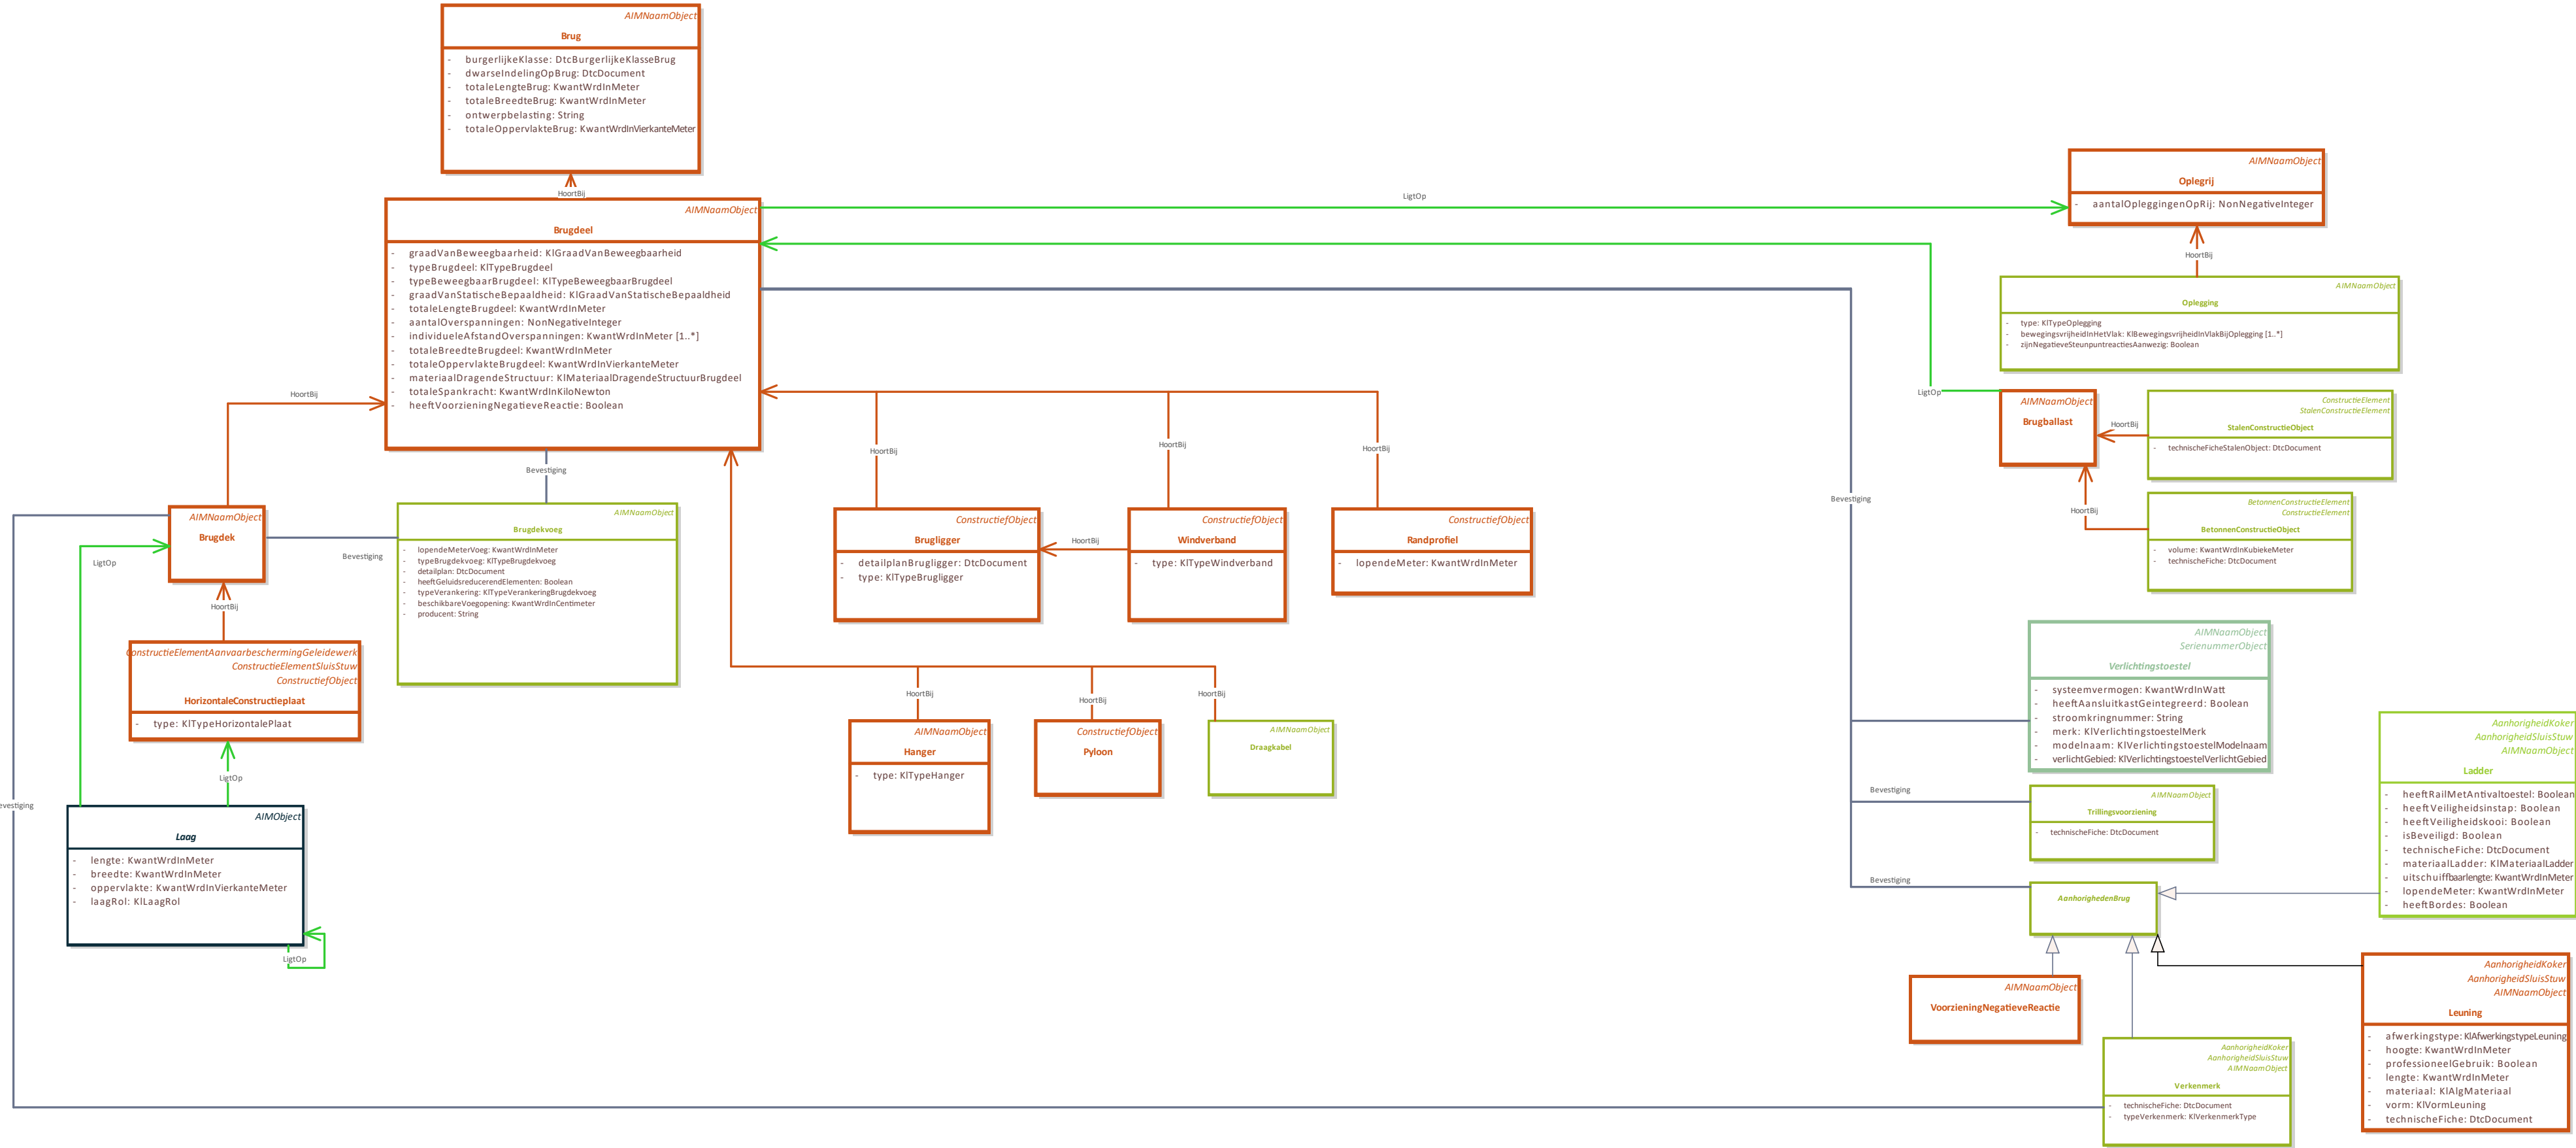 AIMNaamObject
Brug
- burgerlijkeKlasse: DtcBurgerlijkeKlasseBrug
- dwarseIndelingOpBrug: DtcDocument
- totaleLengteBrug: KwantWrdInMeter
- totaleBreedteBrug: KwantWrdInMeter
- ontwerpbelasting: String
- totaleOppervlakteBrug: KwantWrdInVierkanteMeter
HoortBij
AIMNaamObject
Brugdeel
- graadVanBeweegbaarheid: KlGraadVanBeweegbaarheid
- typeBrugdeel: KlTypeBrugdeel
- typeBeweegbaarBrugdeel: KlTypeBeweegbaarBrugdeel
- graadVanStatischeBepaaldheid: KlGraadVanStatischeBepaaldheid
- totaleLengteBrugdeel: KwantWrdInMeter
- aantalOverspanningen: NonNegativeInteger
- individueleAfstandOverspanningen: KwantWrdInMeter [1..*]
- totaleBreedteBrugdeel: KwantWrdInMeter
- totaleOppervlakteBrugdeel: KwantWrdInVierkanteMeter
- materiaalDragendeStructuur: KlMateriaalDragendeStructuurBrugdeel
- totaleSpankracht: KwantWrdInKiloNewton
- heeftVoorzieningNegatieveReactie: Boolean
LigtOp
AIMNaamObject
Oplegrij
- aantalOpleggingenOpRij: NonNegativeInteger
HoortBij
AIMNaamObject
Oplegging
- type: KlTypeOplegging
- bewegingsvrijheidInHetVlak: KlBewegingsvrijheidInVlakBijOplegging [1..*]
- zijnNegatieveSteunpuntreactiesAanwezig: Boolean
LigtOp
AIMNaamObject
Brugballast
HoortBij
ConstructieElement
StalenConstructieElement
StalenConstructieObject
- technischeFicheStalenObject: DtcDocument
HoortBij
BetonnenConstructieElement
ConstructieElement
BetonnenConstructieObject
- volume: KwantWrdInKubiekeMeter
- technischeFiche: DtcDocument
HoortBij
Bevestiging
AIMNaamObject
Brugdek
Bevestiging
AIMNaamObject
Brugdekvoeg
- lopendeMeterVoeg: KwantWrdInMeter
- typeBrugdekvoeg: KlTypeBrugdekvoeg
- detailplan: DtcDocument
- heeftGeluidsreducerendElementen: Boolean
- typeVerankering: KlTypeVerankeringBrugdekvoeg
- beschikbareVoegopening: KwantWrdInCentimeter
- producent: String
HoortBij
HoortBij
HoortBij
ConstructiefObject
Brugligger
- detailplanBrugligger: DtcDocument
- type: KlTypeBrugligger
HoortBij
ConstructiefObject
Windverband
- type: KlTypeWindverband
ConstructiefObject
Randprofiel
- lopendeMeter: KwantWrdInMeter
Bevestiging
LigtOp
HoortBij
ConstructieElementAanvaarbeschermingGeleidewerk
ConstructieElementSluisStuw
ConstructiefObject
HorizontaleConstructieplaat
- type: KlTypeHorizontalePlaat
LigtOp
evestiging
AIMObject
Laag
- lengte: KwantWrdInMeter
- breedte: KwantWrdInMeter
- oppervlakte: KwantWrdInVierkanteMeter
- laagRol: KlLaagRol
LigtOp
HoortBij
HoortBij
HoortBij
AIMNaamObject
Hanger
- type: KlTypeHanger
ConstructiefObject
Pyloon
AIMNaamObject
Draagkabel
AIMNaamObject
SerienummerObject
Verlichtingstoestel
- systeemvermogen: KwantWrdInWatt
- heeftAansluitkastGeintegreerd: Boolean
- stroomkringnummer: String
- merk: KlVerlichtingstoestelMerk
- modelnaam: KlVerlichtingstoestelModelnaam
- verlichtGebied: KlVerlichtingstoestelVerlichtGebied
Bevestiging
AIMNaamObject
Trillingsvoorziening
- technischeFiche: DtcDocument
Bevestiging
AanhorighedenBrug
AanhorigheidKoker
AanhorigheidSluisStuw
AIMNaamObject
Ladder
- heeftRailMetAntivaltoestel: Boolean
- heeftVeiligheidsinstap: Boolean
- heeftVeiligheidskooi: Boolean
- isBeveiligd: Boolean
- technischeFiche: DtcDocument
- materiaalLadder: KlMateriaalLadder
- uitschuiffbaarlengte: KwantWrdInMeter
- lopendeMeter: KwantWrdInMeter
- heeftBordes: Boolean
AIMNaamObject
VoorzieningNegatieveReactie
AanhorigheidKoker
AanhorigheidSluisStuw
AIMNaamObject
Verkenmerk
- technischeFiche: DtcDocument
- typeVerkenmerk: KlVerkenmerkType
AanhorigheidKoker
AanhorigheidSluisStuw
AIMNaamObject
Leuning
- afwerkingstype: KlAfwerkingstypeLeuning
- hoogte: KwantWrdInMeter
- professioneelGebruik: Boolean
- lengte: KwantWrdInMeter
- materiaal: KlAlgMateriaal
- vorm: KlVormLeuning
- technischeFiche: DtcDocument